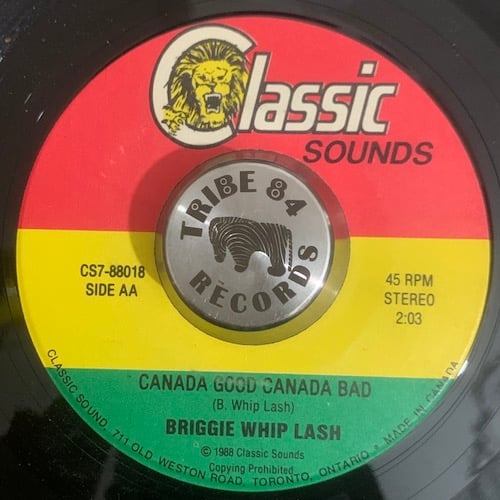 Classic
SOUNDS
TRIBE 84
RECORDS
CS7-88018
SIDE AA
45 RPM
STEREO
2:03
CANADA GOOD CANADA BAD
(B. Whip Lash)
BRIGGIE WHIP LASH
© 1988 Classic Sounds
Copying Prohibited
CLASSIC SOUND, 711 OLD WESTON ROAD, TORONTO, ONTARIO • MADE IN CANADA